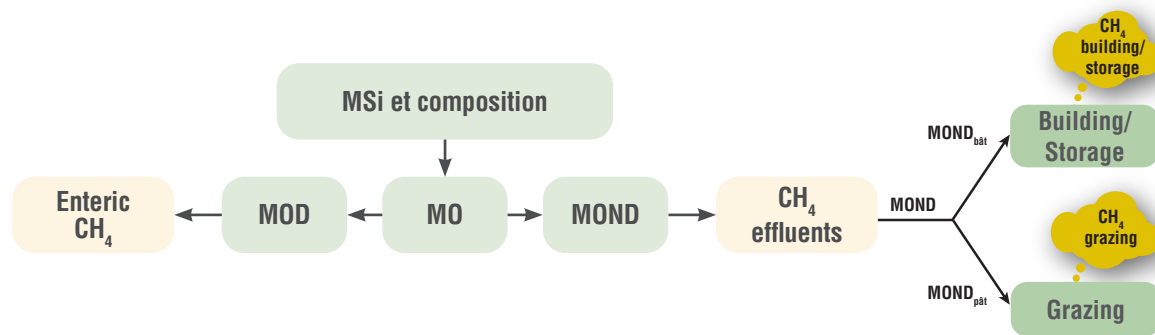 CH₄
building/
storage
MSi et composition
MOND bât
Building/
Storage
Enteric
CH₄
MOD
MO
MOND
CH₄
effluents
MOND
CH₄
grazing
MOND pât
Grazing